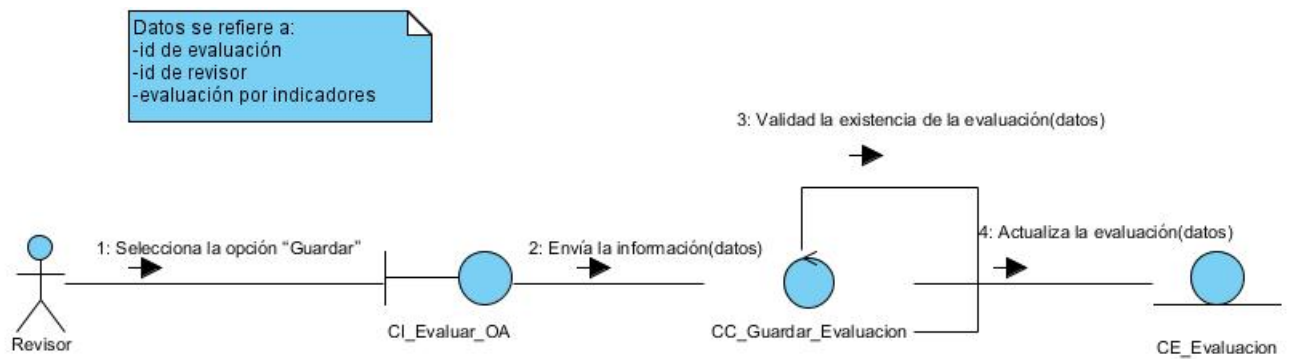 Datos se refiere a:
-id de evaluación
-id de revisor
-evaluación por indicadores
3: Validad la existencia de la evaluación(datos)
1: Selecciona la opción “Guardar”
2: Envía la información(datos)
4: Actualiza la evaluación(datos)
Revisor
CI_Evaluar_OA
CC_Guardar_Evaluacion
CE_Evaluacion